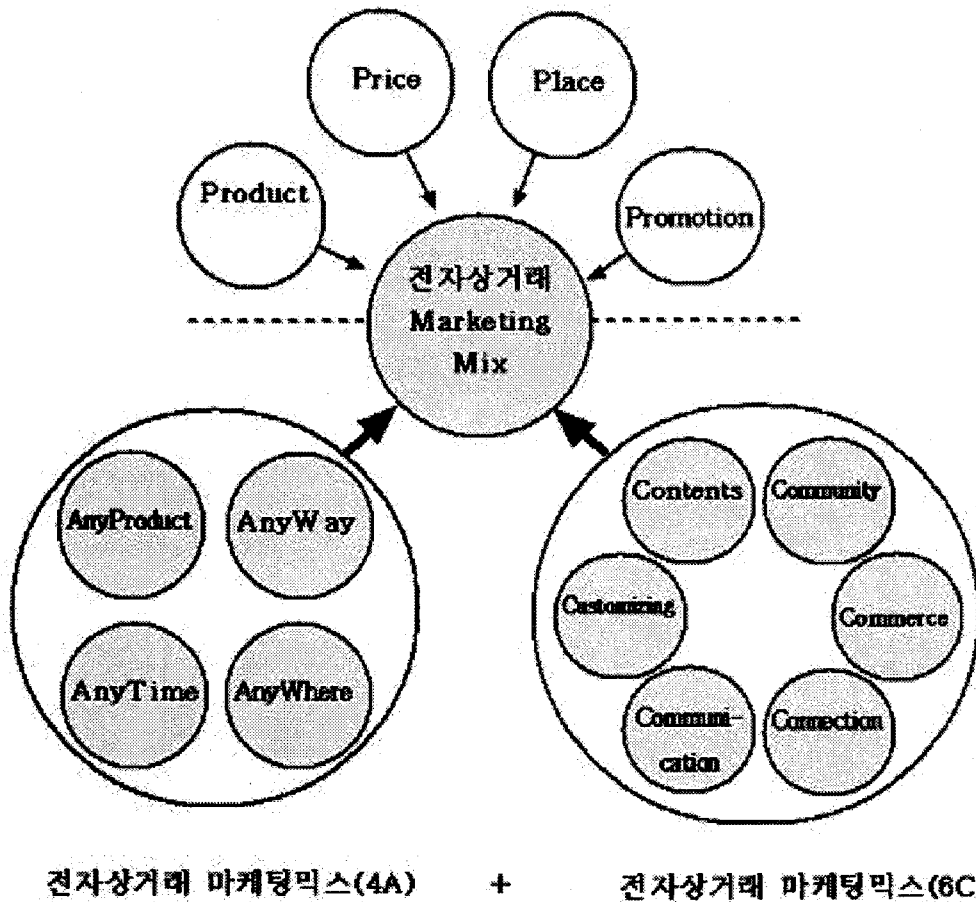 Price
Place
Product
Promotion
전자상거래
Marketing
Mix
AnyProduct
AnyWay
AnyTime
AnyWhere
Contents
Community
Castomizing
Commerce
Communi-
cation
Connection
전자상거래 마케팅믹스(4A) + 전자상거래 마케팅믹스(6C